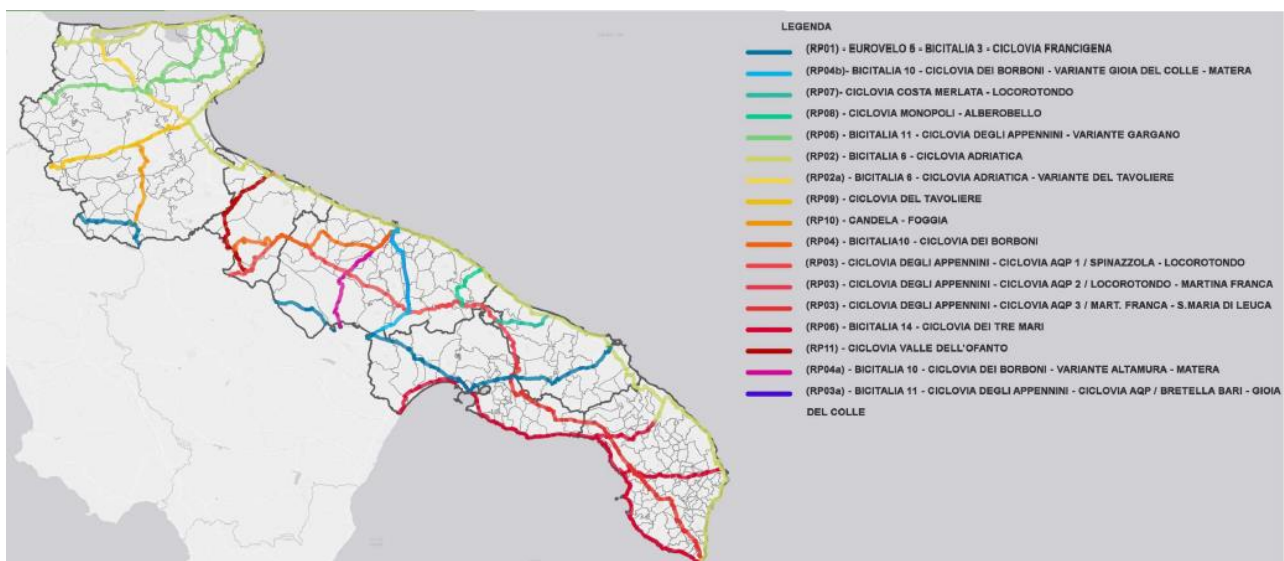 LEGENDA
(RP01) - EUROVELO 5 - BICITALIA 3 - CICLOVIA FRANCIGENA
(RP04b)- BICITALIA 10 - CICLOVIA DEI BORBONI - VARIANTE GIOIA DEL COLLE - MATERA
(RP07)- CICLOVIA COSTA MERLATA - LOCOROTONDO
(RP08) - CICLOVIA MONOPOLI - ALBEROBELLO
(RP05) - BICITALIA 11 - CICLOVIA DEGLI APPENNINI - VARIANTE GARGANO
(RP02) - BICITALIA 6 - CICLOVIA ADRIATICA
(RP02a) - BICITALIA 6 - CICLOVIA ADRIATICA - VARIANTE DEL TAVOLIERE
(RP09) - CICLOVIA DEL TAVOLIERE
(RP10) - CANDELA - FOGGIA
(RP04) - BICITALIA10 - CICLOVIA DEI BORBONI
(RP03) - CICLOVIA DEGLI APPENNINI - CICLOVIA AQP 1 / SPINAZZOLA - LOCOROTONDO
(RP03) - CICLOVIA DEGLI APPENNINI - CICLOVIA AQP 2 / LOCOROTONDO - MARTINA FRANCA
(RP03) - CICLOVIA DEGLI APPENNINI - CICLOVIA AQP 3 / MART. FRANCA - S.MARIA DI LEUCA
(RP06) - BICITALIA 14 - CICLOVIA DEI TRE MARI
(RP11) - CICLOVIA VALLE DELL'OFANTO
(RP04a) - BICITALIA 10 - CICLOVIA DEI BORBONI - VARIANTE ALTAMURA - MATERA
(RP03a) - BICITALIA 11 - CICLOVIA DEGLI APPENNINI - CICLOVIA AQP / BRETELLA BARI - GIOIA
DEL COLLE